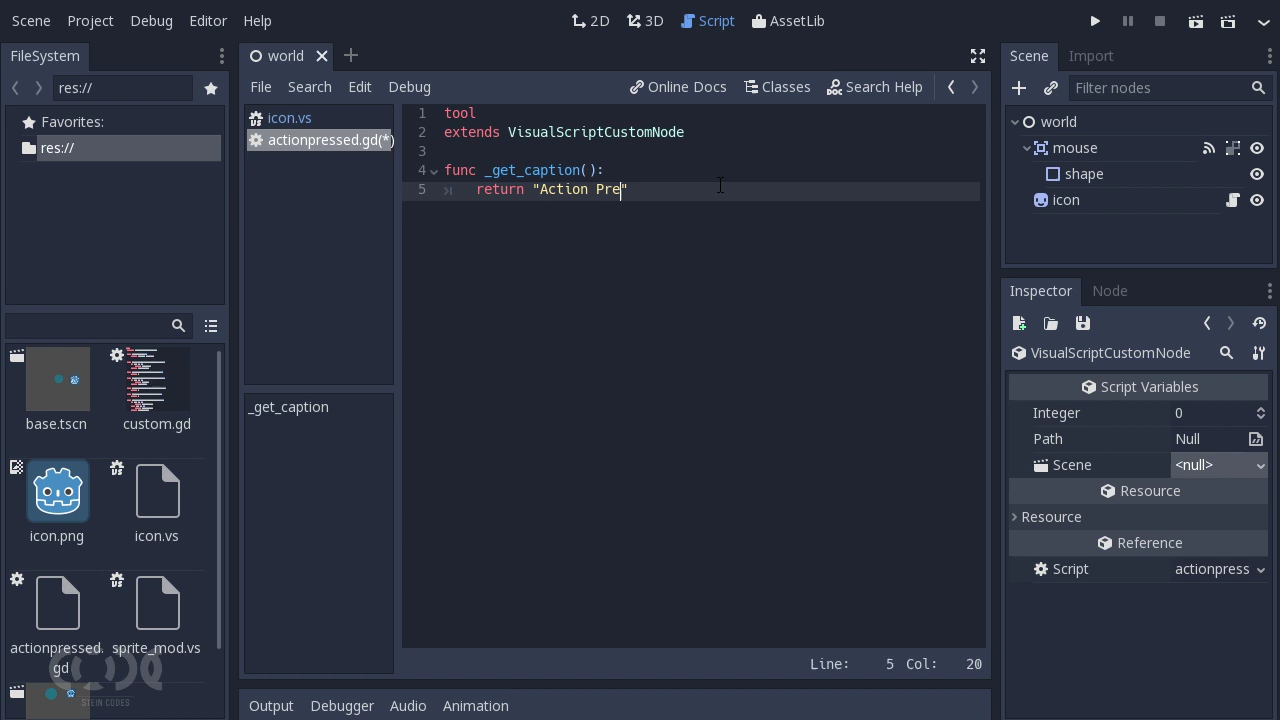 Scene Project Debug Editor Help
2D 3D Script AssetLib
FileSystem
res://
Favorites:
res://
base.tscn custom.gd
icon.png icon.vs
actionpressed.gd sprite_mod.vs
CODE
STEIN CODES
world
File Search Edit Debug
Online Docs Classes Search Help
icon.vs
actionpressed.gd(*)
_get_caption
1 tool
2 extends VisualScriptCustomNode
3
4 func _get_caption():
5 return "Action Pre"
Line: 5 Col: 20
Output Debugger Audio Animation
Scene Import
Filter nodes
world
mouse
shape
icon
Inspector Node
VisualScriptCustomNode
Script Variables
Integer 0
Path Null
Scene <null>
Resource
Resource
Reference
Script actionpress